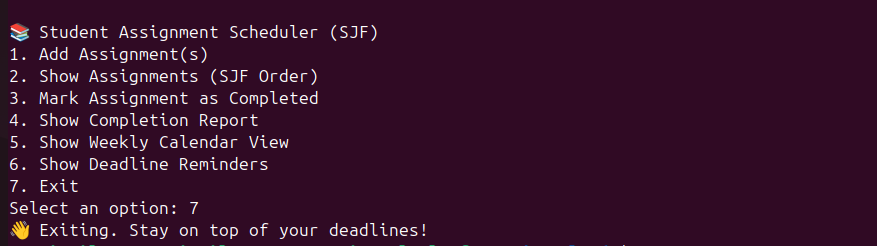 📚 Student Assignment Scheduler (SJF)
1. Add Assignment(s)
2. Show Assignments (SJF Order)
3. Mark Assignment as Completed
4. Show Completion Report
5. Show Weekly Calendar View
6. Show Deadline Reminders
7. Exit
Select an option: 7
👋 Exiting. Stay on top of your deadlines!